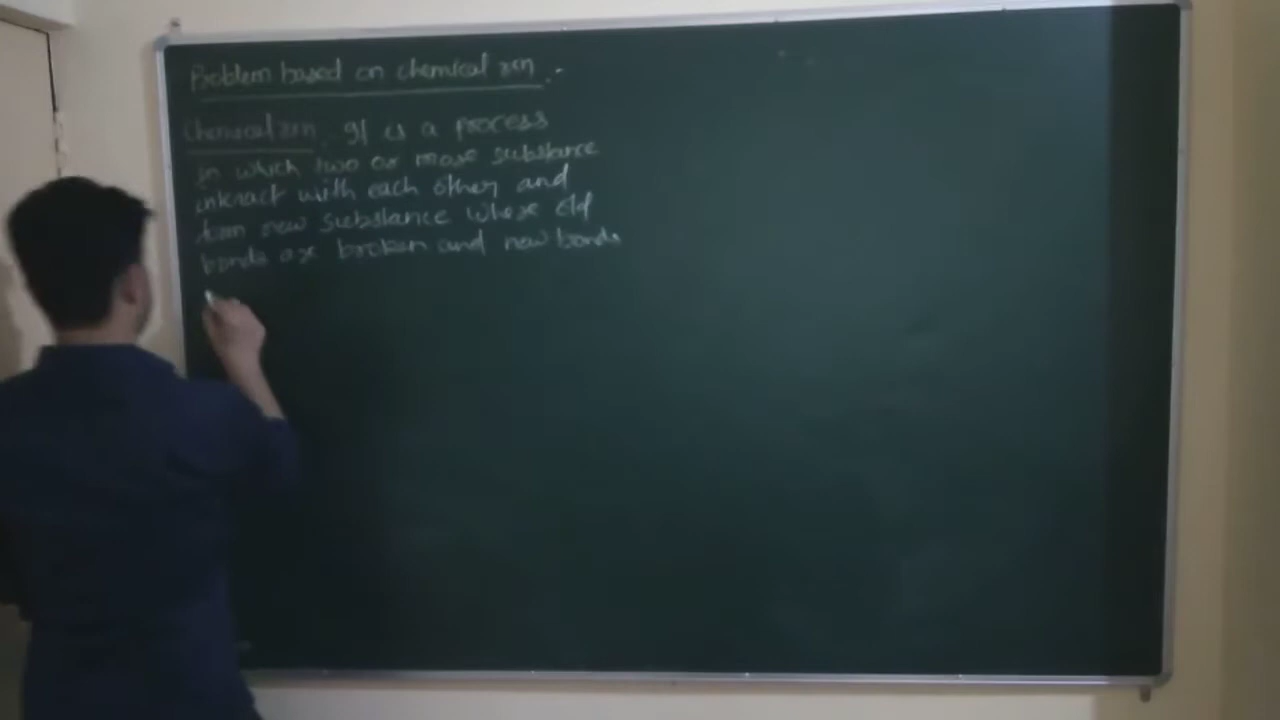 Problem based on chemical rxn :-
Chemical rxn : It is a process
in which two or more substance
interact with each other and
form new substance whose old
bonds are broken and new bonds